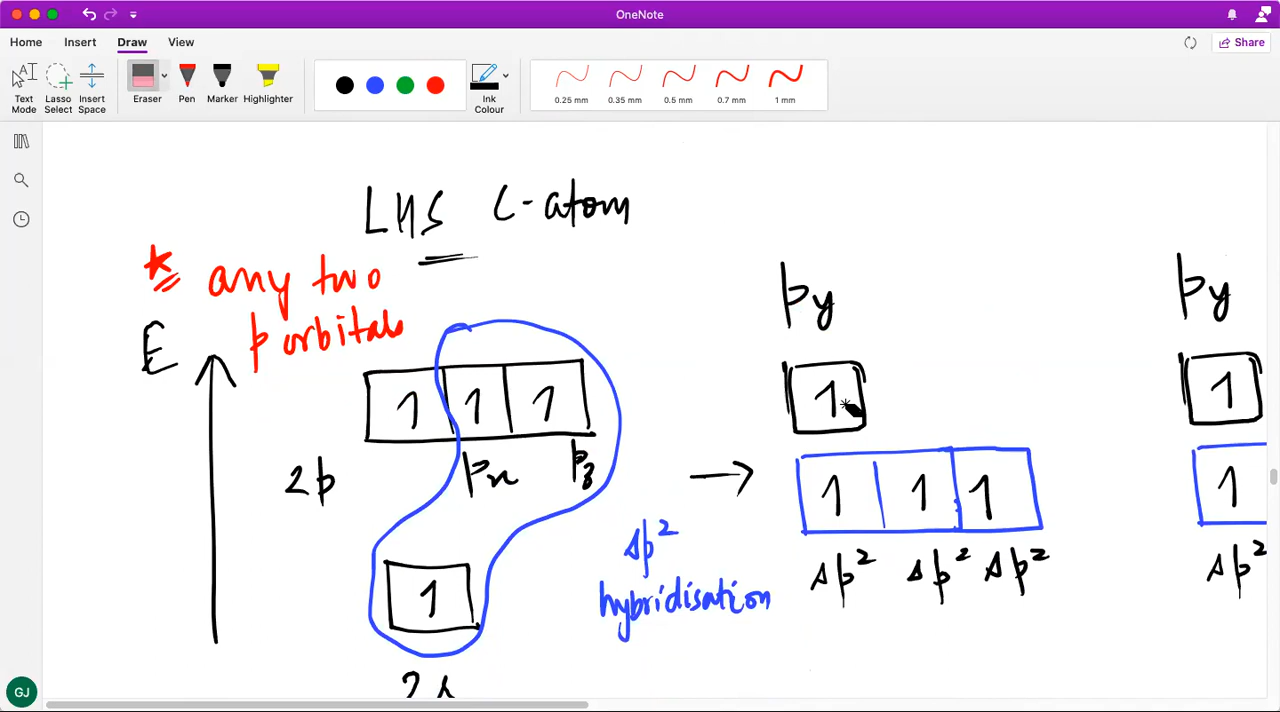 OneNote
Home Insert Draw View
Share
Text Mode
Lasso Select
Insert Space
Eraser
Pen
Marker
Highlighter
Ink Colour
0.25 mm
0.35 mm
0.5 mm
0.7 mm
1 mm
LHS C-atom
* any two
p orbitals
E
1 1 1
2p
px pz
1
2s
sp²
hybridisation
py
1
1 1 1
sp² sp² sp²
py
1
1
sp²
GJ